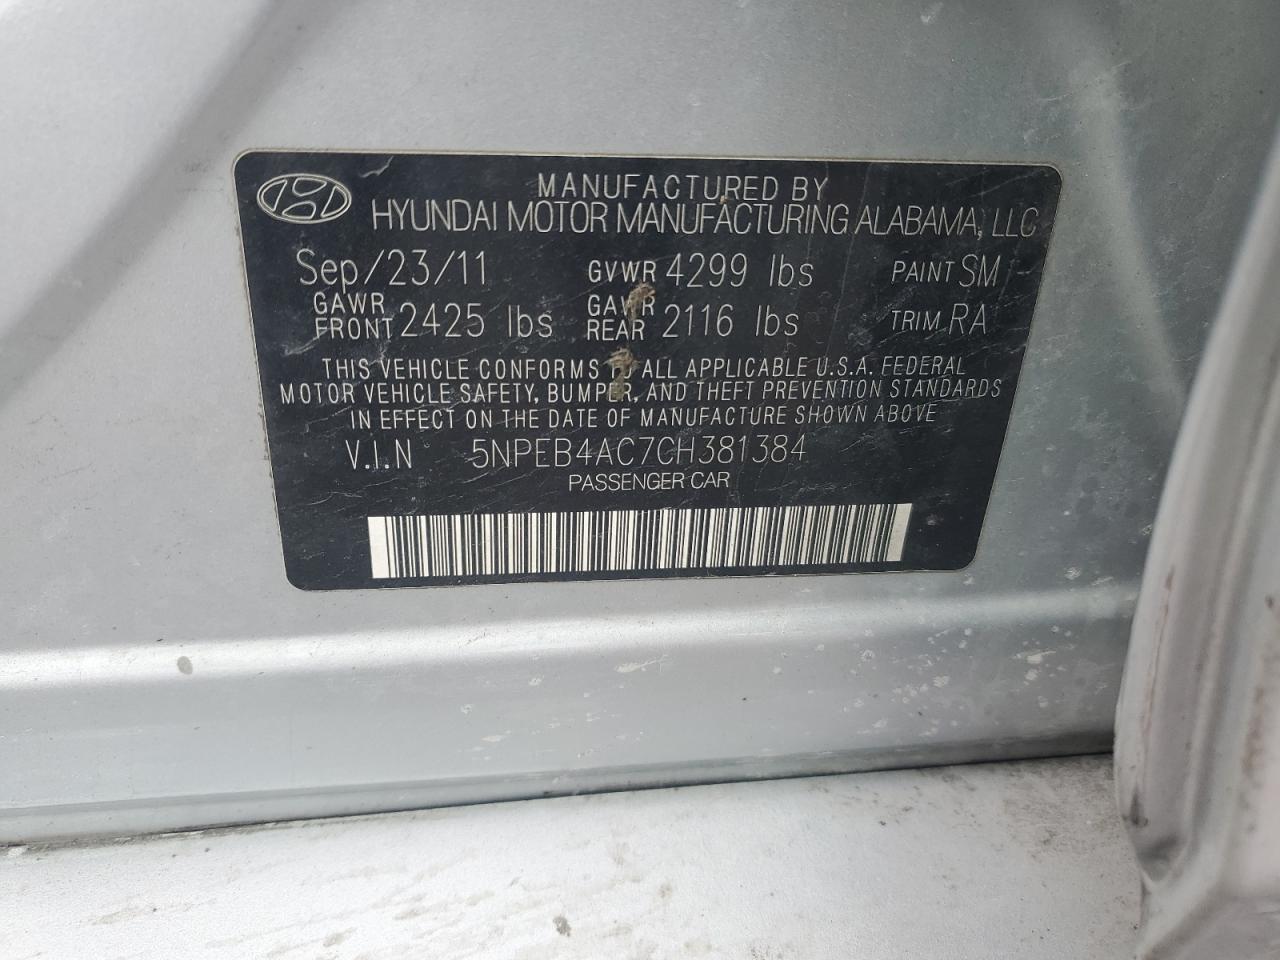 MANUFACTURED BY
HYUNDAI MOTOR MANUFACTURING ALABAMA, LLC
Sep/23/11 GVWR 4299 lbs PAINT SM
GAWR FRONT 2425 lbs GAWR REAR 2116 lbs TRIM RA
THIS VEHICLE CONFORMS TO ALL APPLICABLE U.S.A. FEDERAL
MOTOR VEHICLE SAFETY, BUMPER, AND THEFT PREVENTION STANDARDS
IN EFFECT ON THE DATE OF MANUFACTURE SHOWN ABOVE
V.I.N 5NPEB4AC7CH381384
PASSENGER CAR